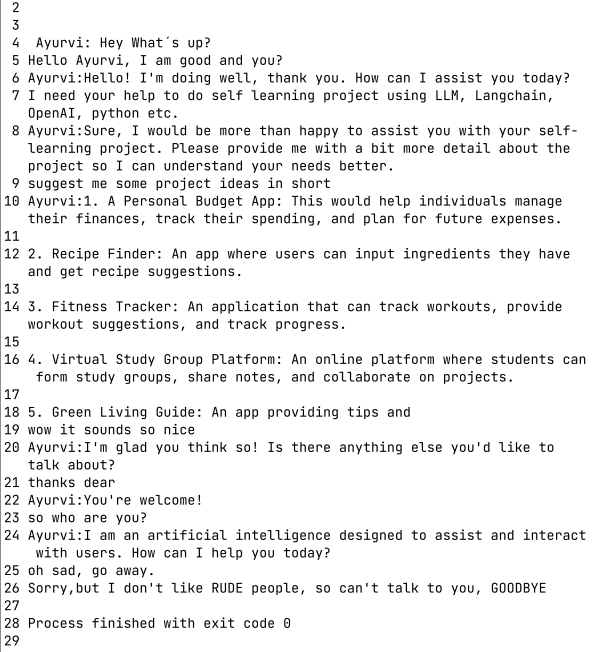 2
3
4  Ayurvi: Hey What´s up?
5 Hello Ayurvi, I am good and you?
6 Ayurvi:Hello! I'm doing well, thank you. How can I assist you today?
7 I need your help to do self learning project using LLM, Langchain,
OpenAI, python etc.
8 Ayurvi:Sure, I would be more than happy to assist you with your self-
learning project. Please provide me with a bit more detail about the
project so I can understand your needs better.
9 suggest me some project ideas in short
10 Ayurvi:1. A Personal Budget App: This would help individuals manage
their finances, track their spending, and plan for future expenses.
11
12 2. Recipe Finder: An app where users can input ingredients they have
and get recipe suggestions.
13
14 3. Fitness Tracker: An application that can track workouts, provide
workout suggestions, and track progress.
15
16 4. Virtual Study Group Platform: An online platform where students can
form study groups, share notes, and collaborate on projects.
17
18 5. Green Living Guide: An app providing tips and
19 wow it sounds so nice
20 Ayurvi:I'm glad you think so! Is there anything else you'd like to
talk about?
21 thanks dear
22 Ayurvi:You're welcome!
23 so who are you?
24 Ayurvi:I am an artificial intelligence designed to assist and interact
with users. How can I help you today?
25 oh sad, go away.
26 Sorry,but I don't like RUDE people, so can't talk to you, GOODBYE
27
28 Process finished with exit code 0
29